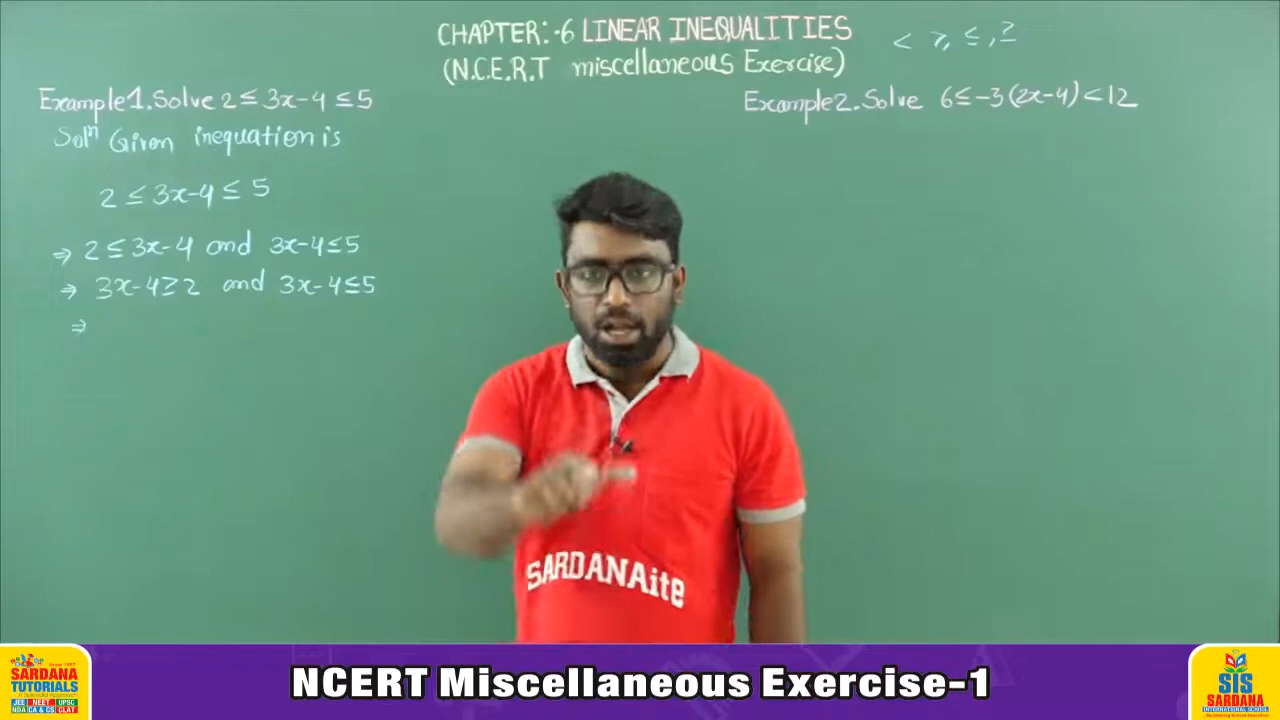 CHAPTER:-6 LINEAR INEQUALITIES
< >, ≤, ≥
(N.C.E.R.T miscellaneous Exercise)
Example1.Solve 2 ≤ 3x-4 ≤ 5
Solⁿ Given inequation is
2 ≤ 3x-4 ≤ 5
⇒ 2 ≤ 3x-4 and 3x-4 ≤ 5
⇒ 3x-4 ≥ 2 and 3x-4 ≤ 5
⇒
Example2.Solve 6 ≤ -3(2x-4) < 12
SARDANAite
SARDANA
TUTORIALS
JEE NEET UPSC
NDA CA & CS CLAT
NCERT Miscellaneous Exercise-1
SIS
SARDANA
INTERNATIONAL SCHOOL